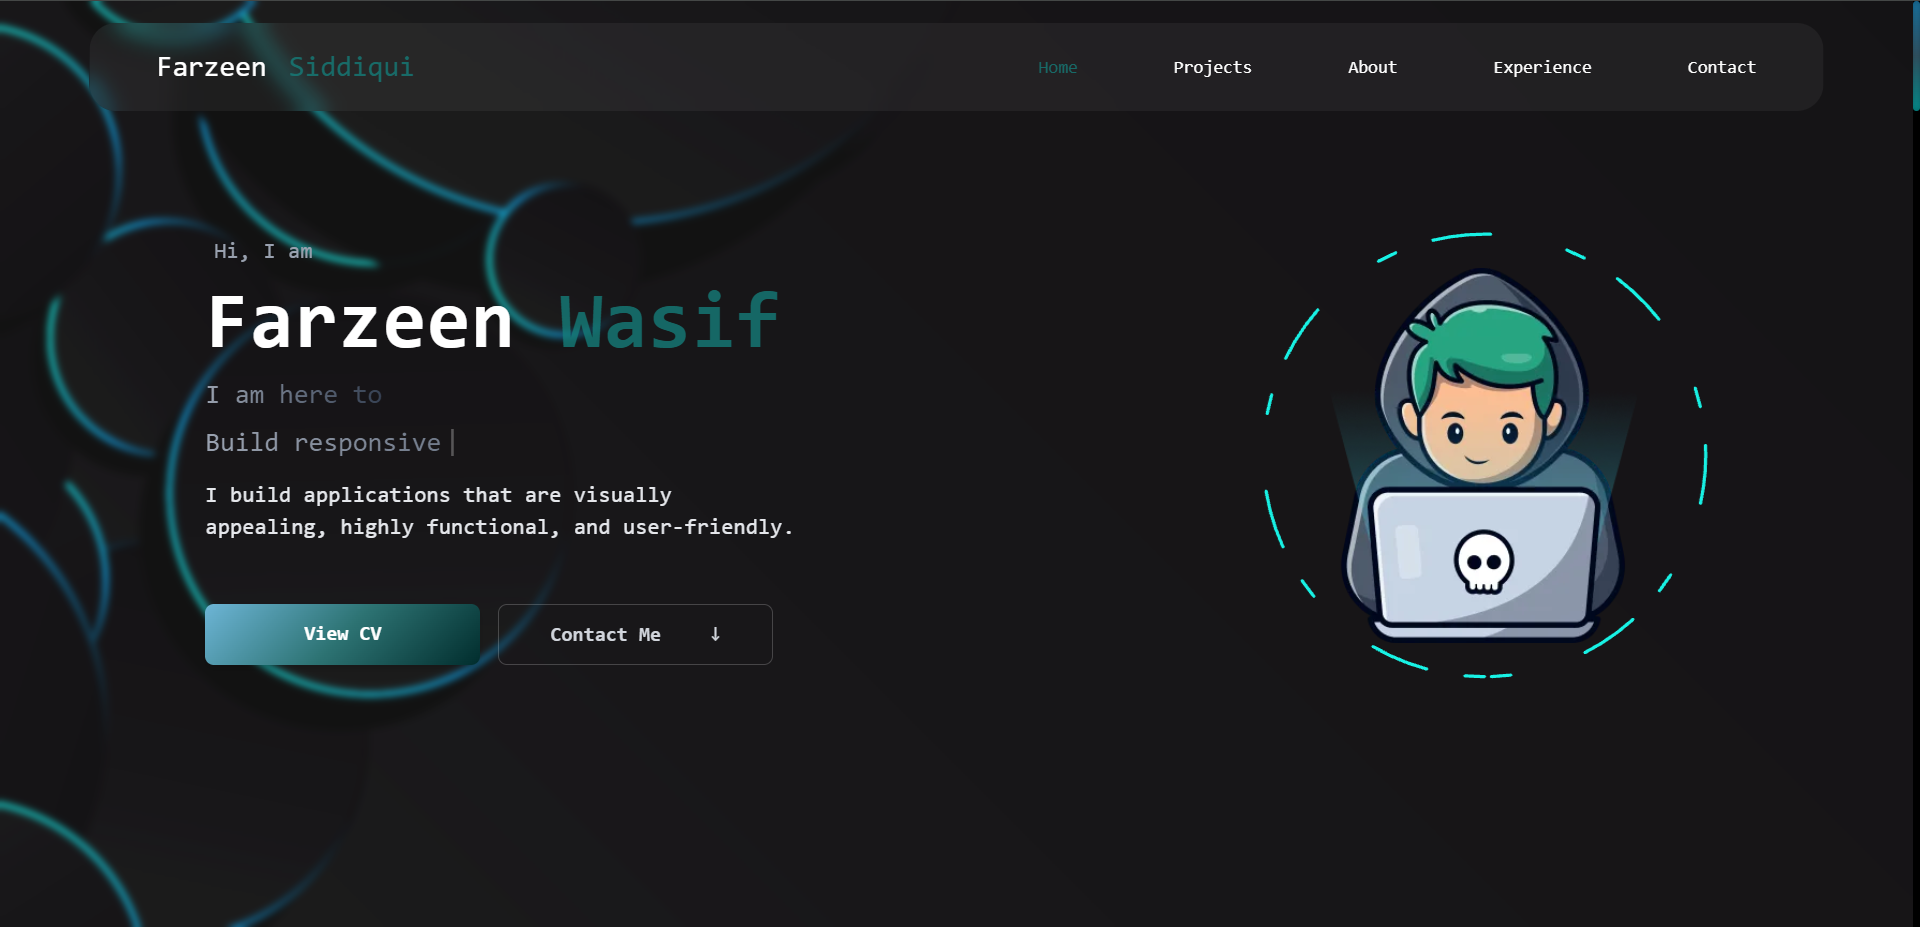 Farzeen Siddiqui
Home Projects About Experience Contact
Hi, I am
Farzeen Wasif
I am here to
Build responsive
I build applications that are visually
appealing, highly functional, and user-friendly.
View CV
Contact Me ↓